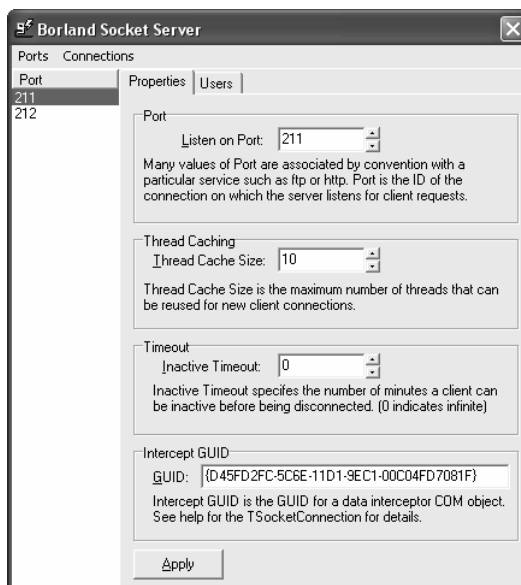 Borland Socket Server
Ports Connections
Port
211
212
Properties Users
Port
Listen on Port: 211
Many values of Port are associated by convention with a
particular service such as ftp or http. Port is the ID of the
connection on which the server listens for client requests.
Thread Caching
Thread Cache Size: 10
Thread Cache Size is the maximum number of threads that can
be reused for new client connections.
Timeout
Inactive Timeout: 0
Inactive Timeout specifes the number of minutes a client can
be inactive before being disconnected. (0 indicates infinite)
Intercept GUID
GUID: {D45FD2FC-5C6E-11D1-9EC1-00C04FD7081F}
Intercept GUID is the GUID for a data interceptor COM object.
See help for the TSocketConnection for details.
Apply